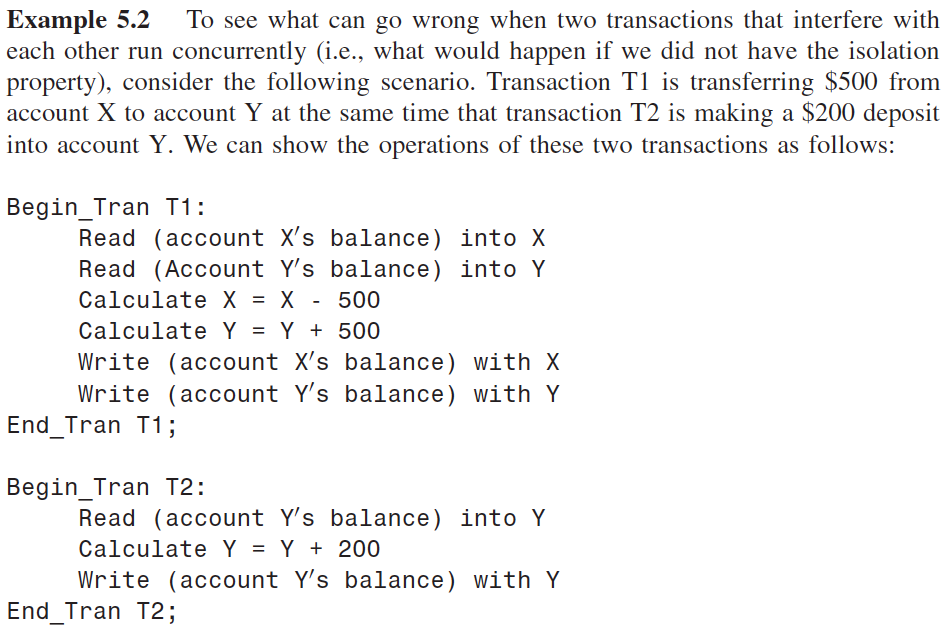 Example 5.2 To see what can go wrong when two transactions that interfere with
each other run concurrently (i.e., what would happen if we did not have the isolation
property), consider the following scenario. Transaction T1 is transferring $500 from
account X to account Y at the same time that transaction T2 is making a $200 deposit
into account Y. We can show the operations of these two transactions as follows:
Begin_Tran T1:
Read (account X′s balance) into X
Read (Account Y′s balance) into Y
Calculate X = X - 500
Calculate Y = Y + 500
Write (account X′s balance) with X
Write (account Y′s balance) with Y
End_Tran T1;
Begin_Tran T2:
Read (account Y′s balance) into Y
Calculate Y = Y + 200
Write (account Y′s balance) with Y
End_Tran T2;